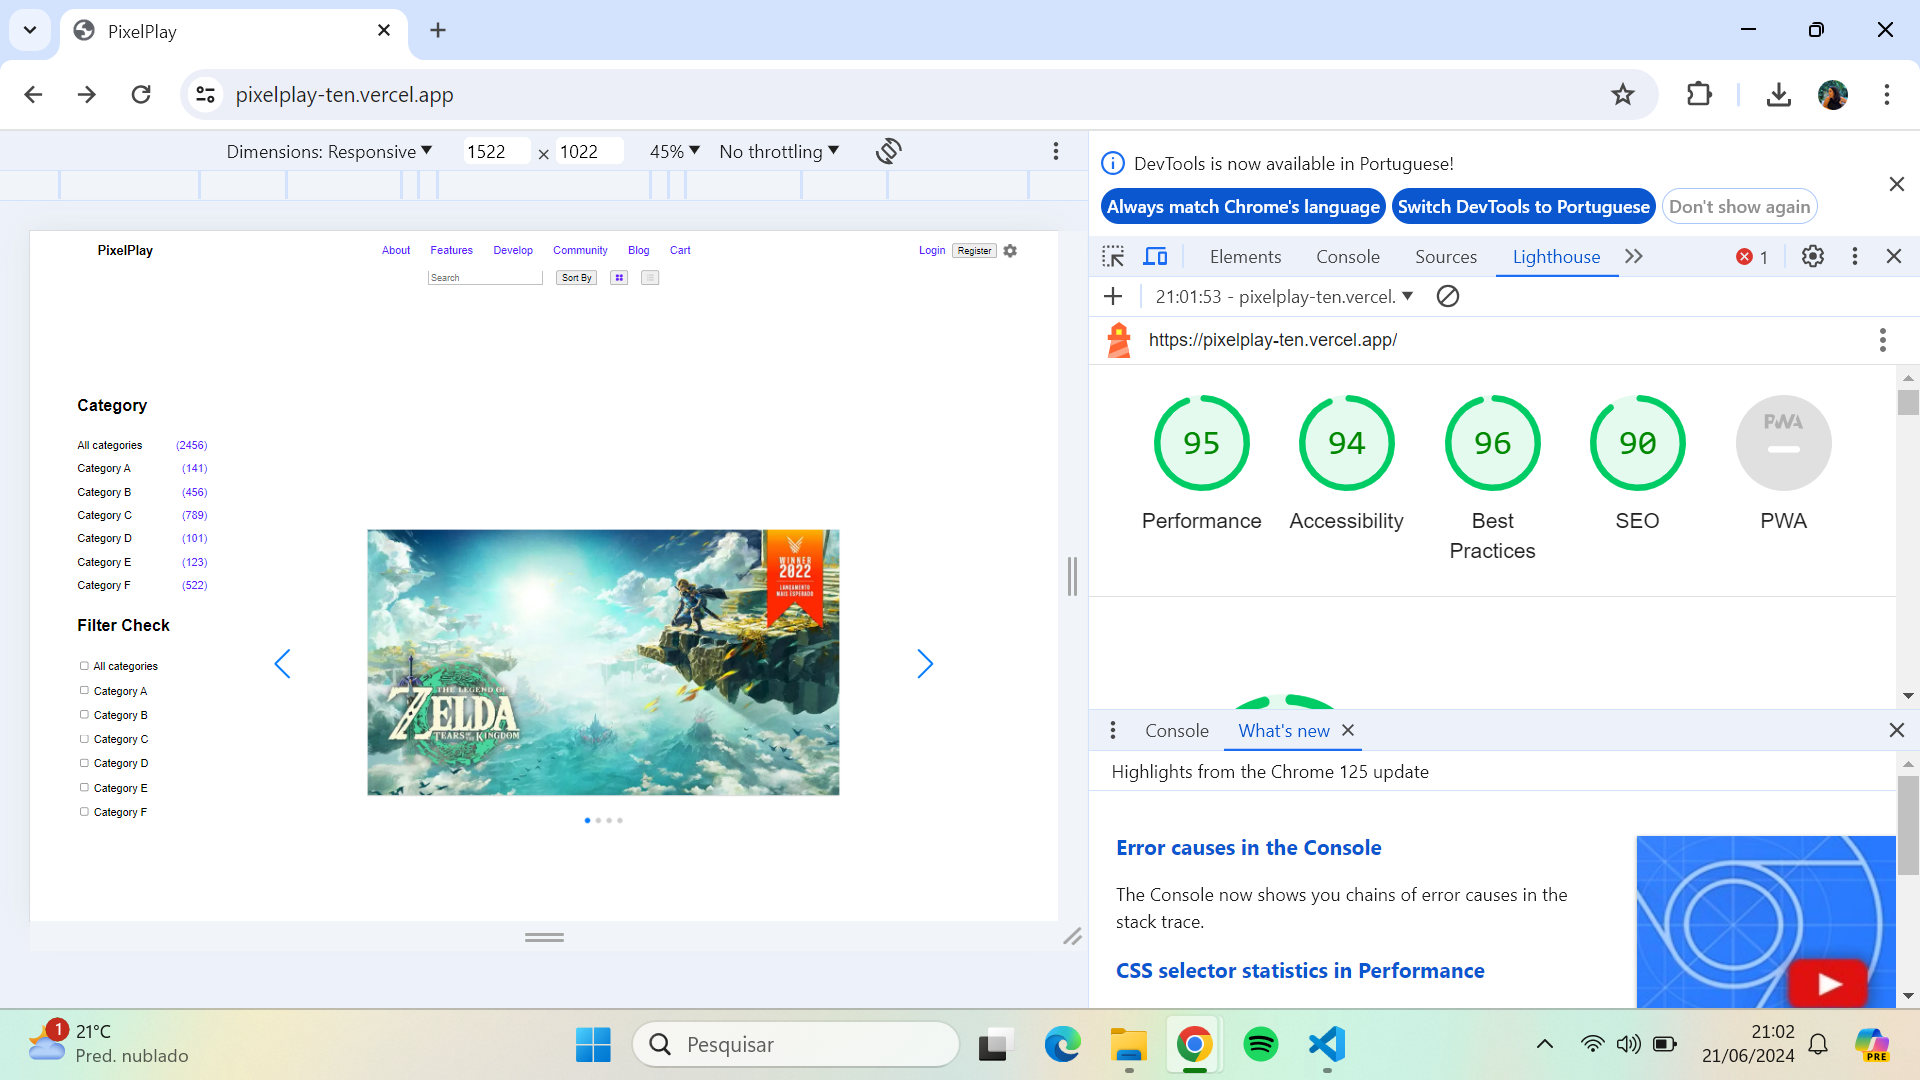 PixelPlay
pixelplay-ten.vercel.app
Dimensions: Responsive 1522 × 1022 45% No throttling
PixelPlay About Features Develop Community Blog Cart Login Register
Search Sort By
Category
All categories (2456)
Category A (141)
Category B (456)
Category C (789)
Category D (101)
Category E (123)
Category F (522)
Filter Check
All categories
Category A
Category B
Category C
Category D
Category E
Category F
WINNER
2022
LANÇAMENTO
MAIS ESPERADO
THE LEGEND OF
ZELDA
TEARS OF THE KINGDOM
DevTools is now available in Portuguese!
Always match Chrome's language Switch DevTools to Portuguese Don't show again
Elements Console Sources Lighthouse 1
21:01:53 - pixelplay-ten.vercel.
https://pixelplay-ten.vercel.app/
95 94 96 90 PWA
Performance Accessibility Best Practices SEO PWA
Console What's new
Highlights from the Chrome 125 update
Error causes in the Console
The Console now shows you chains of error causes in the
stack trace.
CSS selector statistics in Performance
1 21°C
Pred. nublado
Pesquisar
21:02
21/06/2024
PRE